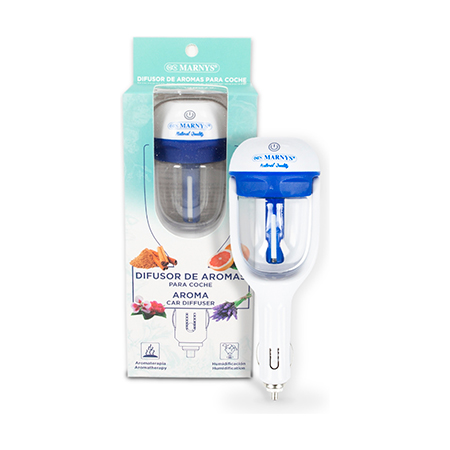 MARNYS®
DIFUSOR DE AROMAS PARA COCHE
MARNYS®
Natural Quality
DIFUSOR DE AROMAS
PARA COCHE
AROMA
CAR DIFFUSER
Aromaterapia
Aromatherapy
Humidificación
Humidification
MARNYS®
Natural Quality